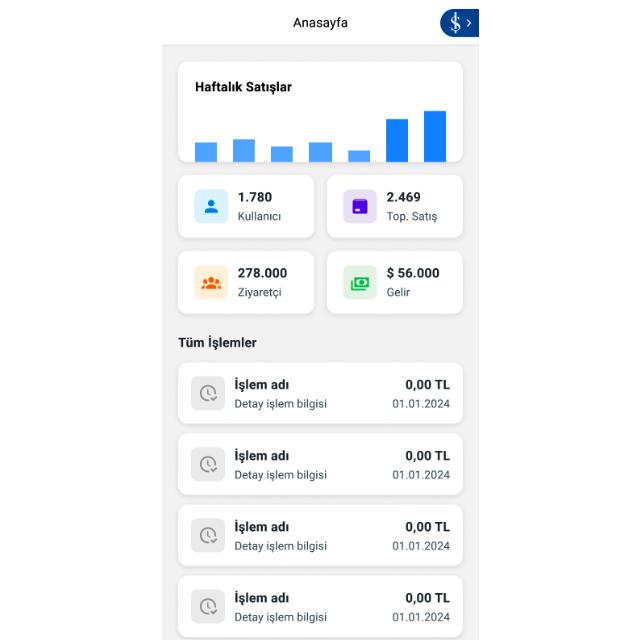 Anasayfa
Haftalık Satışlar
1.780
Kullanıcı
2.469
Top. Satış
278.000
Ziyaretçi
$ 56.000
Gelir
Tüm İşlemler
İşlem adı
0,00 TL
Detay işlem bilgisi
01.01.2024
İşlem adı
0,00 TL
Detay işlem bilgisi
01.01.2024
İşlem adı
0,00 TL
Detay işlem bilgisi
01.01.2024
İşlem adı
0,00 TL
Detay işlem bilgisi
01.01.2024